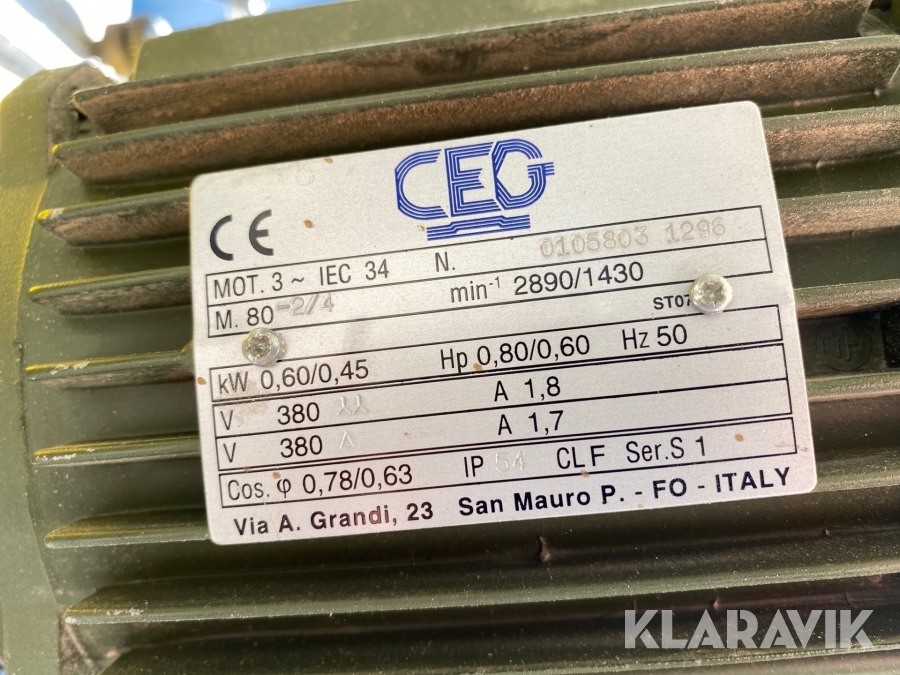 CEG
CE
MOT. 3 ~ IEC 34 N. 0105803 1296
M. 80-2/4 min-1 2890/1430
ST07
kW 0,60/0,45 Hp 0,80/0,60 Hz 50
V 380 YY A 1,8
V 380 Δ A 1,7
Cos. φ 0,78/0,63 IP 54 CL F Ser.S 1
Via A. Grandi, 23 San Mauro P. - FO - ITALY
KLARAVIK